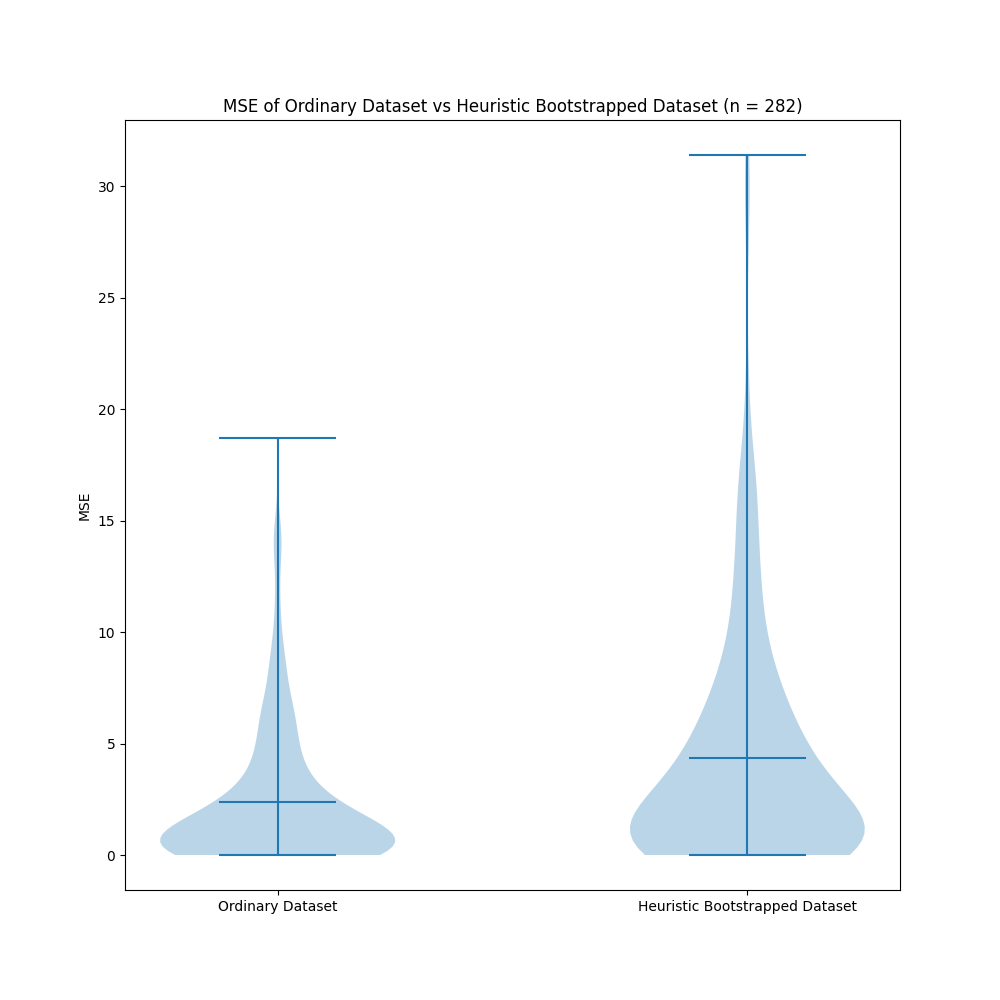 MSE of Ordinary Dataset vs Heuristic Bootstrapped Dataset (n = 282)
30
25
20
15
10
5
0
MSE
Ordinary Dataset
Heuristic Bootstrapped Dataset